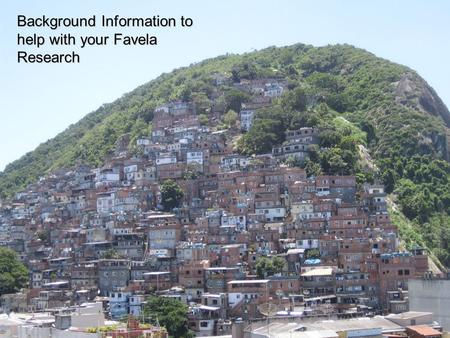 Background Information to
help with your Favela
Research